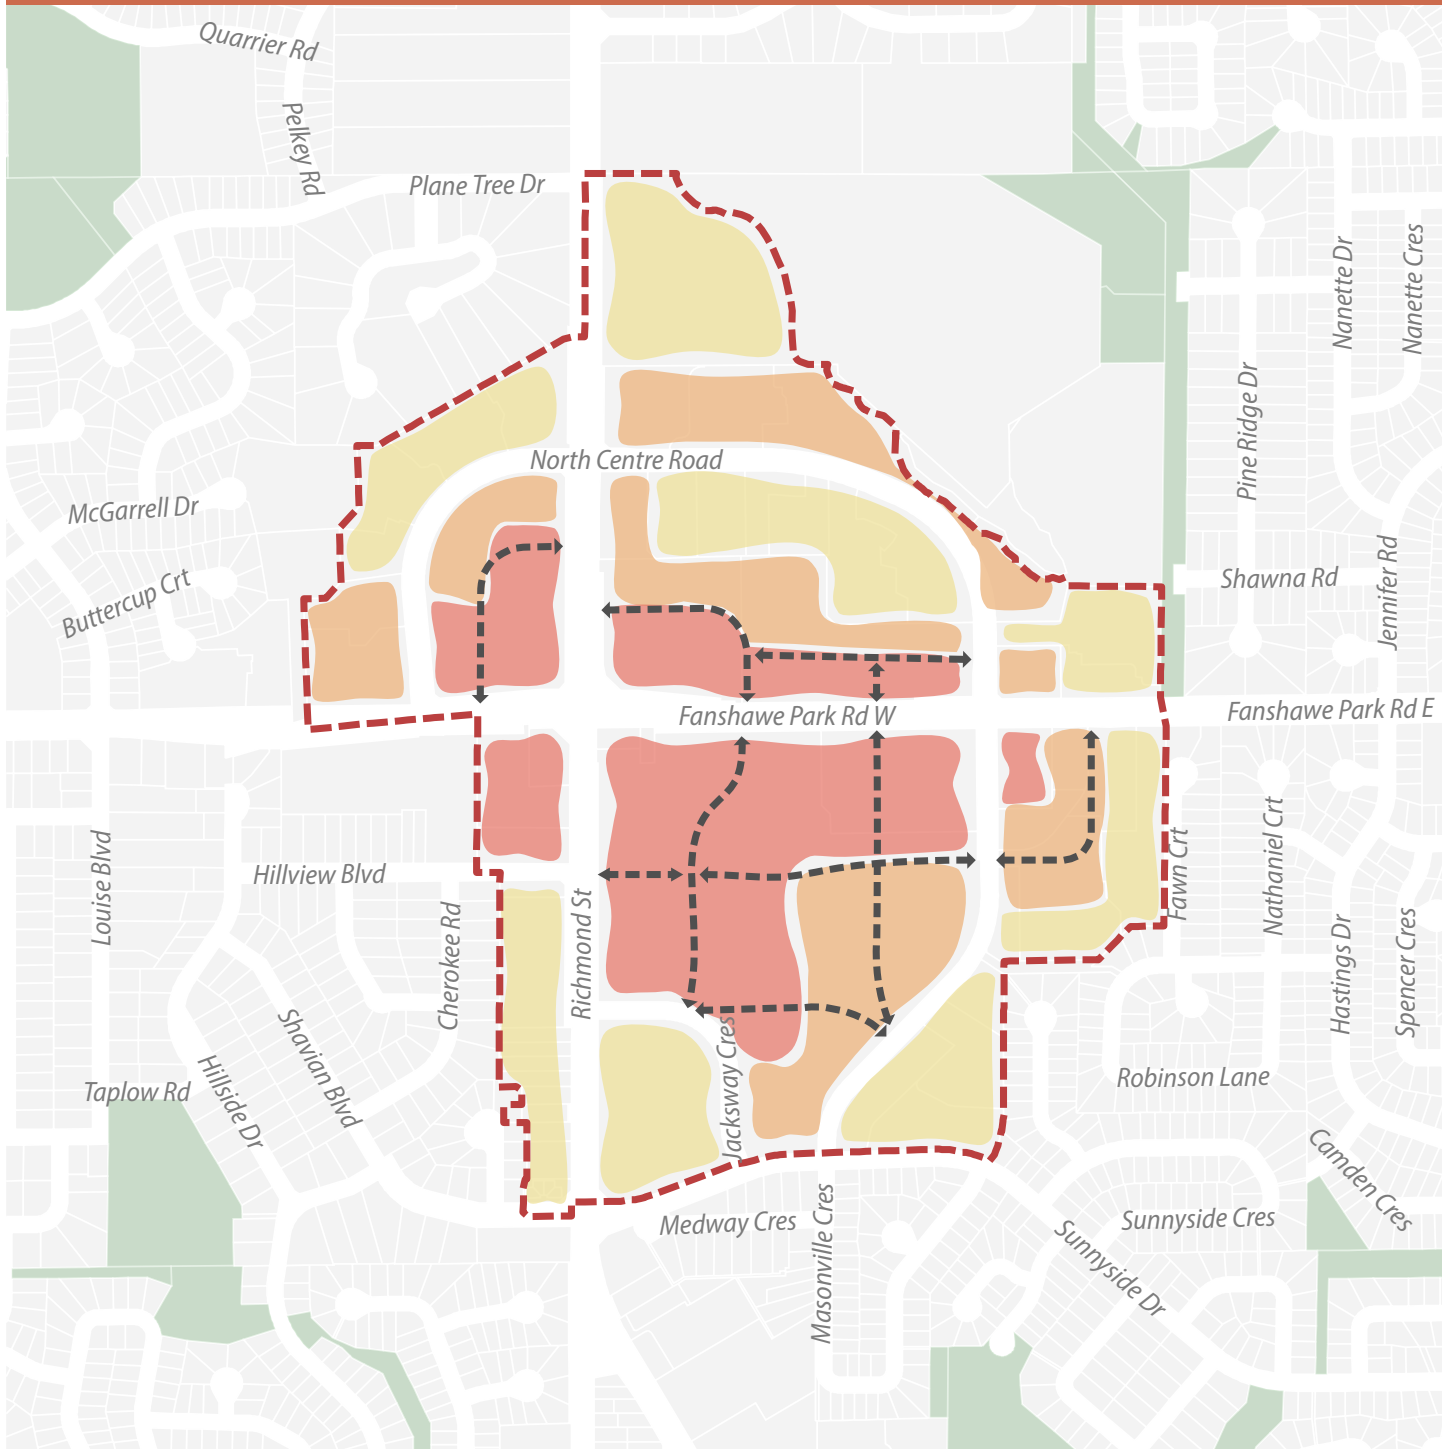 Quarrier Rd
Pelkey Rd
Plane Tree Dr
Nanette Dr
Nanette Cres
Pine Ridge Dr
North Centre Road
McGarrell Dr
Buttercup Crt
Shawna Rd
Jennifer Rd
Fanshawe Park Rd W
Fanshawe Park Rd E
Louise Blvd
Hillview Blvd
Cherokee Rd
Richmond St
Fawn Crt
Nathaniel Crt
Hastings Dr
Spencer Cres
Shavian Blvd
Hillside Dr
Taplow Rd
Jacksway Cres
Robinson Lane
Camden Cres
Medway Cres
Masonville Cres
Sunnyside Cres
Sunnyside Dr